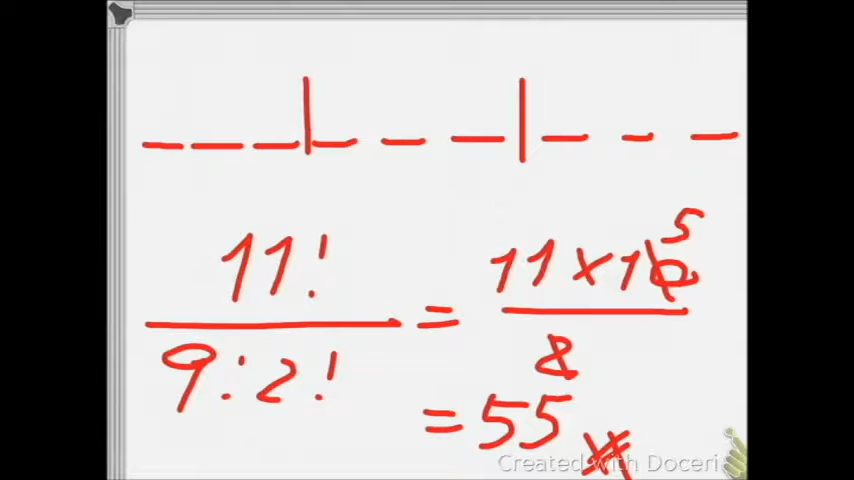 11! / 9! 2! = 11 x 10 5 / 2
= 55
Created with Doceri